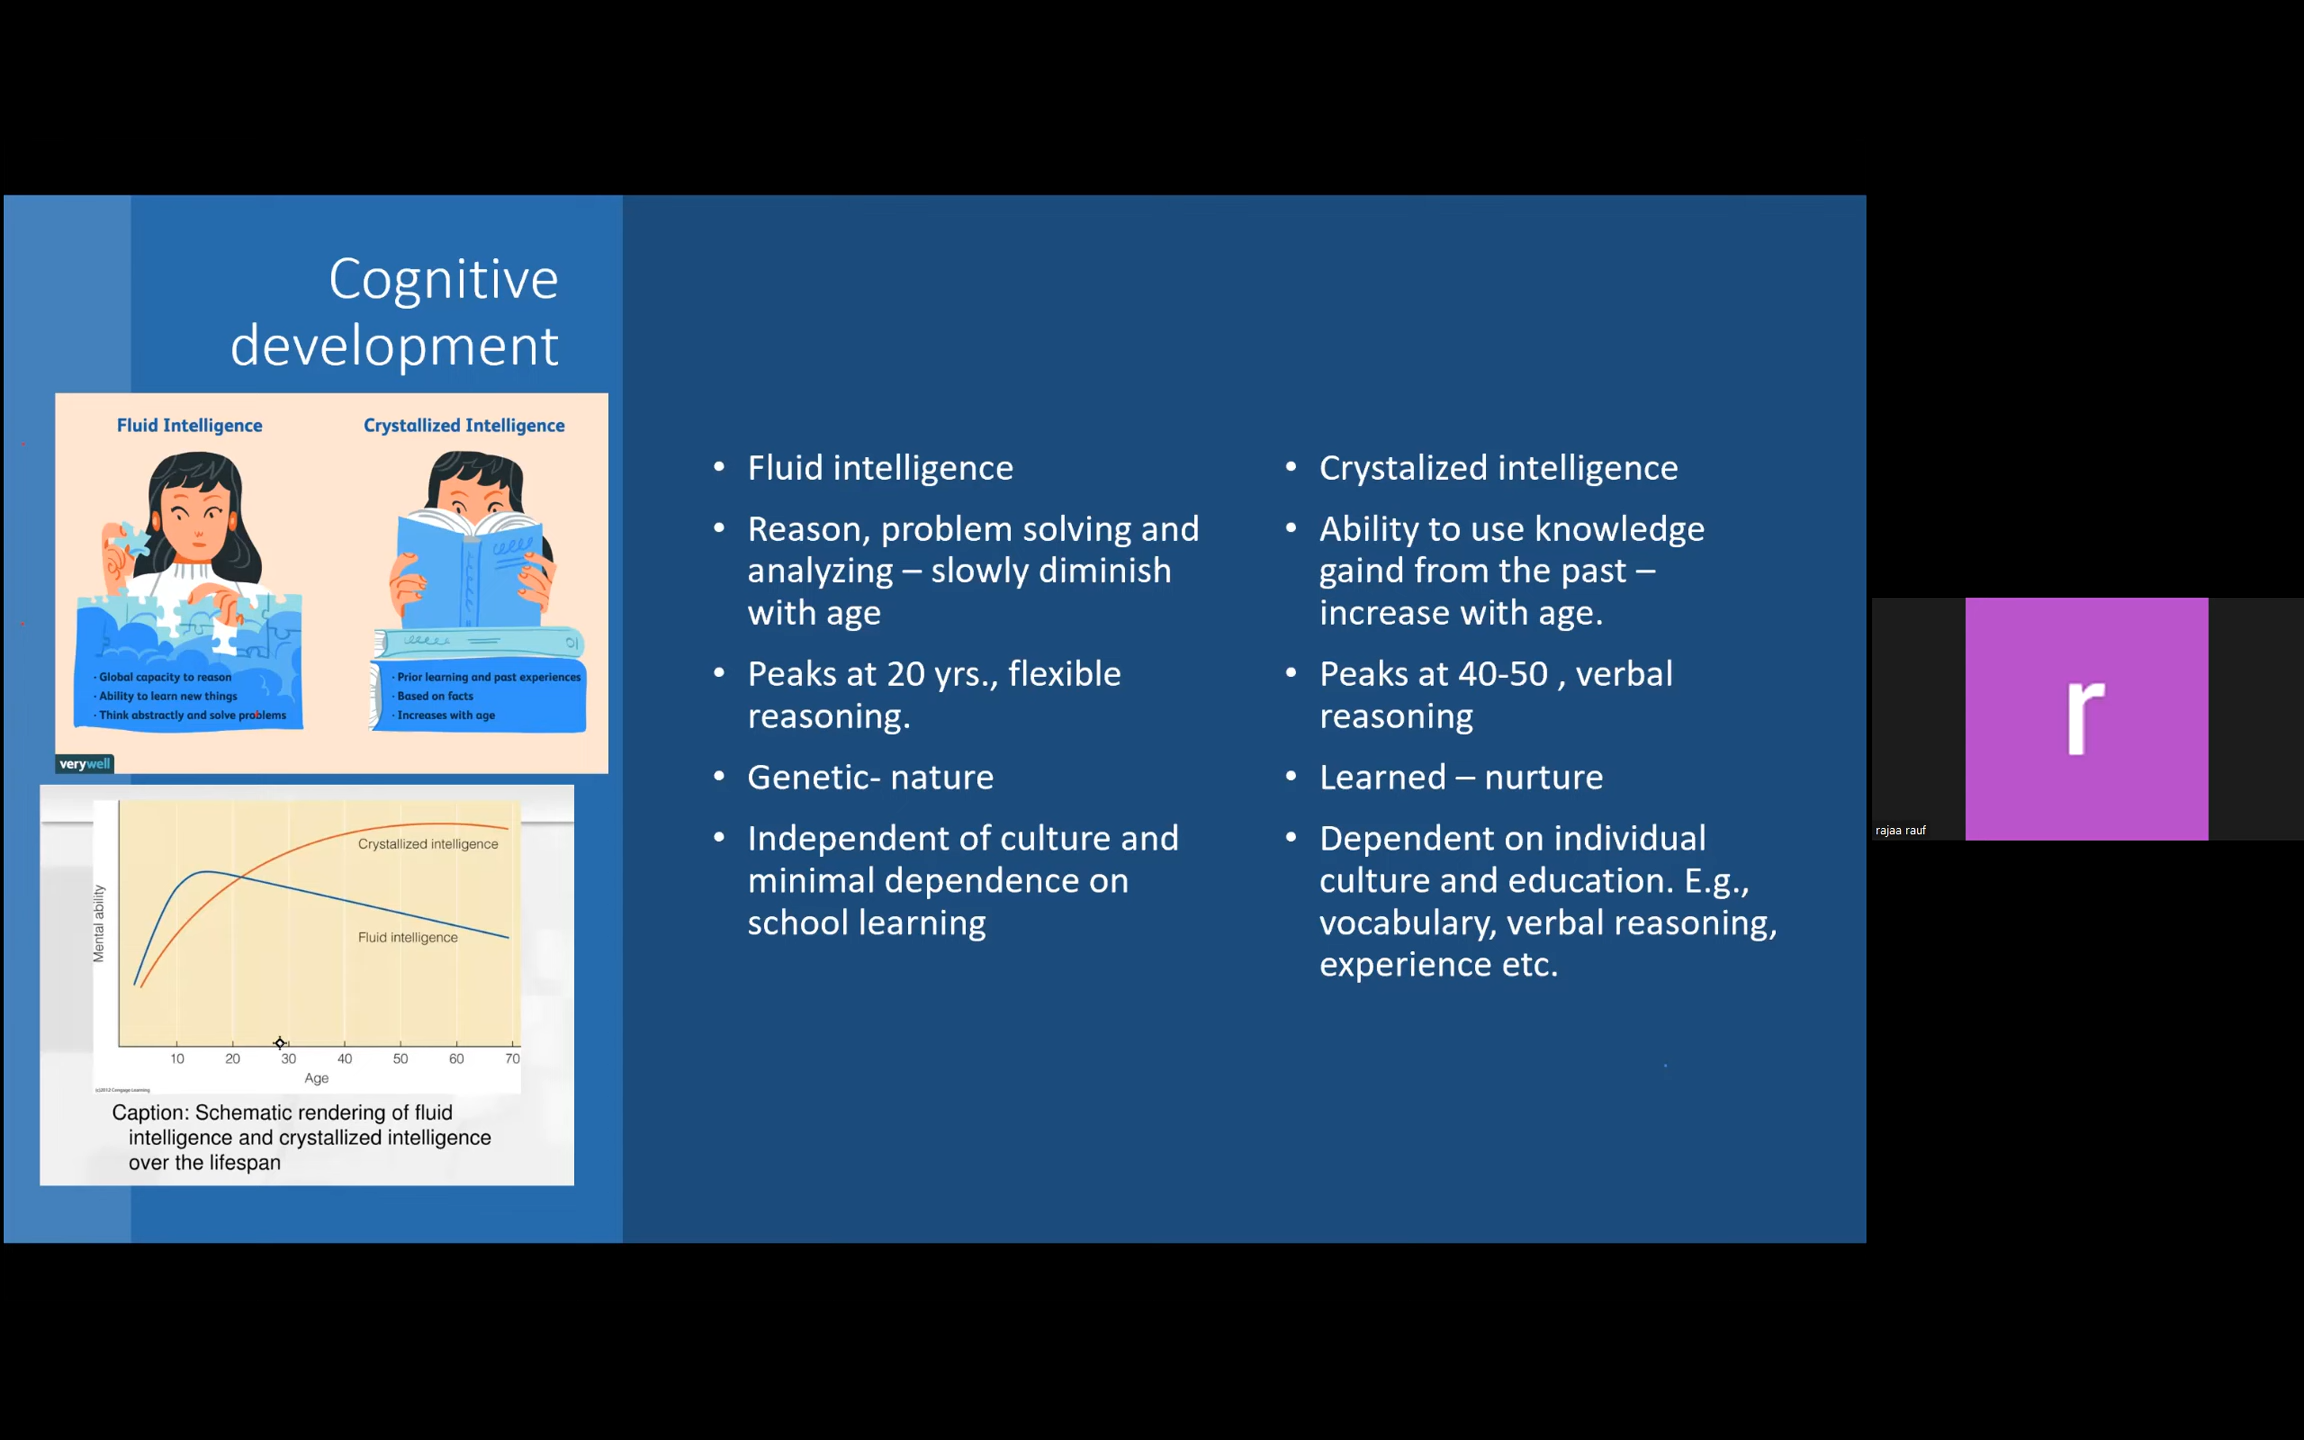 Cognitive
development
Fluid Intelligence
Crystallized Intelligence
· Global capacity to reason
· Ability to learn new things
· Think abstractly and solve problems
· Prior learning and past experiences
· Based on facts
· Increases with age
verywell
Mental ability
Crystallized intelligence
Fluid intelligence
10 20 30 40 50 60 70
Age
©2012 Cengage Learning
Caption: Schematic rendering of fluid
intelligence and crystallized intelligence
over the lifespan
• Fluid intelligence
• Reason, problem solving and
analyzing – slowly diminish
with age
• Peaks at 20 yrs., flexible
reasoning.
• Genetic- nature
• Independent of culture and
minimal dependence on
school learning
• Crystalized intelligence
• Ability to use knowledge
gaind from the past –
increase with age.
• Peaks at 40-50 , verbal
reasoning
• Learned – nurture
• Dependent on individual
culture and education. E.g.,
vocabulary, verbal reasoning,
experience etc.
r
rajaa rauf